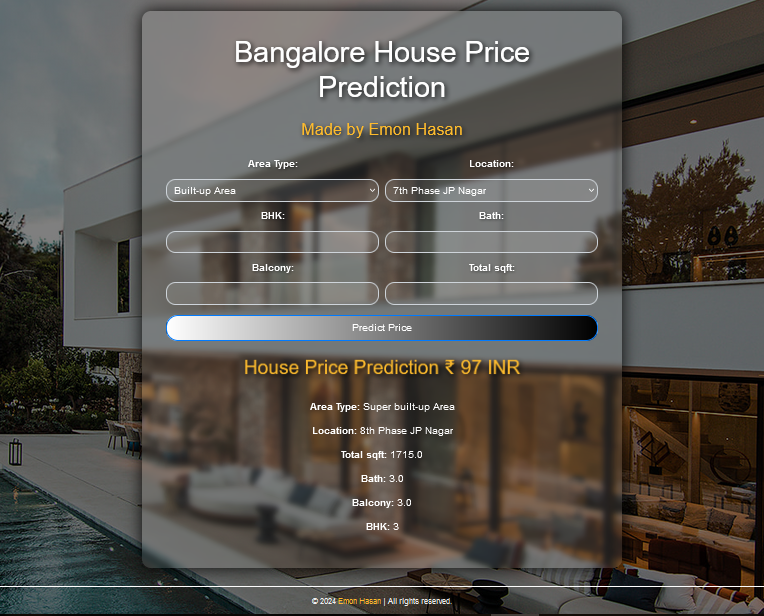 Bangalore House Price
Prediction
Made by Emon Hasan
Area Type: Location:
Built-up Area 7th Phase JP Nagar
BHK: Bath:
Balcony: Total sqft:
Predict Price
House Price Prediction ₹ 97 INR
Area Type: Super built-up Area
Location: 8th Phase JP Nagar
Total sqft: 1715.0
Bath: 3.0
Balcony: 3.0
BHK: 3
© 2024 Emon Hasan | All rights reserved.